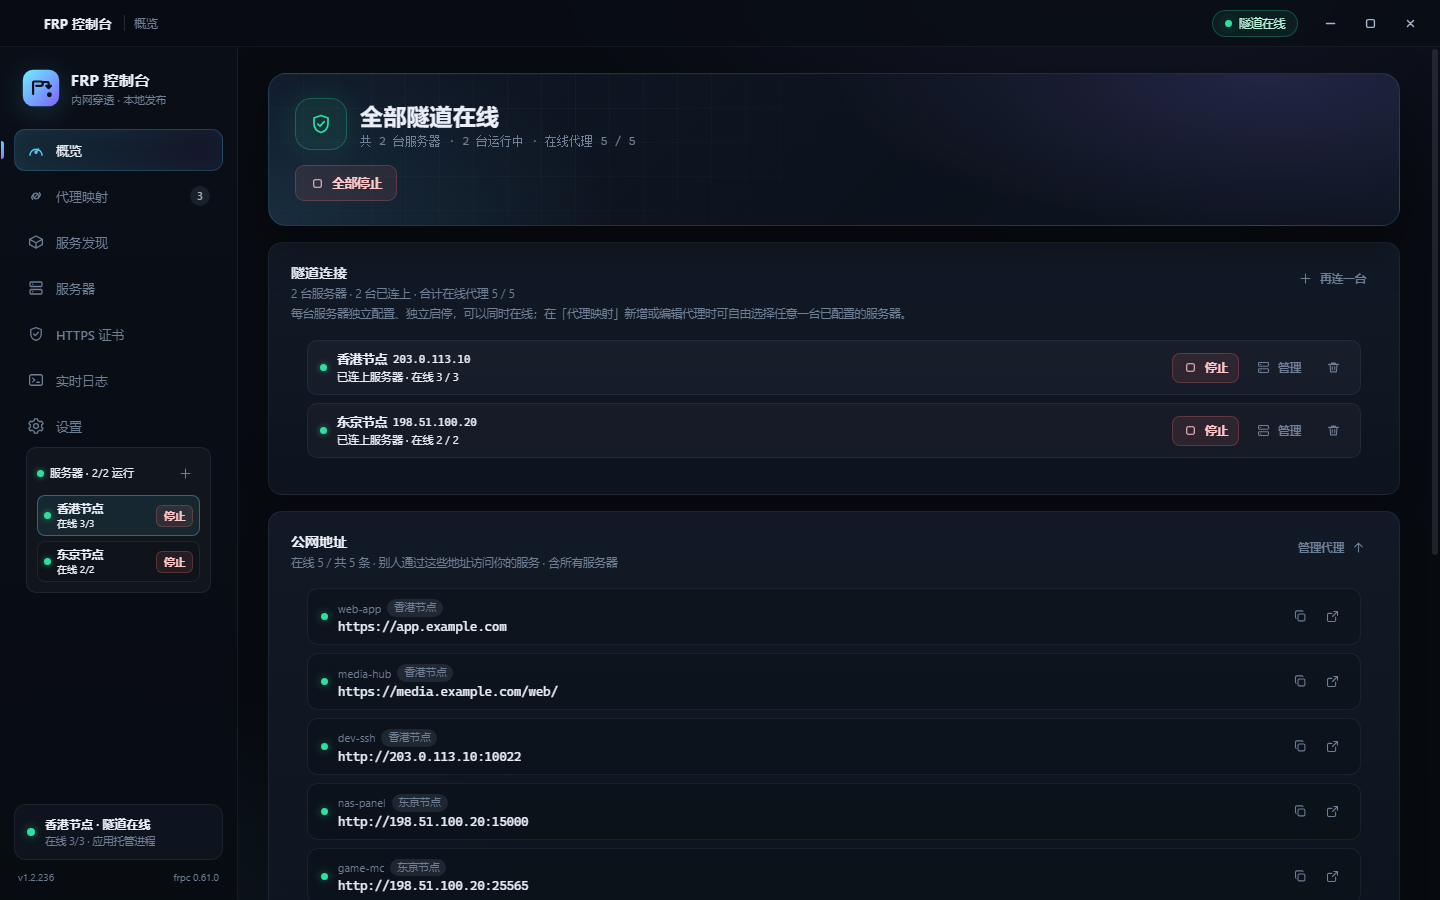 FRP 控制台 概览
隧道在线
FRP 控制台
内网穿透 · 本地发布
概览
代理映射 3
服务发现
服务器
HTTPS 证书
实时日志
设置
服务器 · 2/2 运行
香港节点
在线 3/3
停止
东京节点
在线 2/2
停止
香港节点 · 隧道在线
在线 3/3 · 应用托管进程
v1.2.236 frpc 0.61.0
全部隧道在线
共 2 台服务器 · 2 台运行中 · 在线代理 5 / 5
全部停止
隧道连接
2 台服务器 · 2 台已连上 · 合计在线代理 5 / 5
每台服务器独立配置、独立启停，可以同时在线；在「代理映射」新增或编辑代理时可自由选择任意一台已配置的服务器。
再连一台
香港节点 203.0.113.10
已连上服务器 · 在线 3 / 3
停止 管理
东京节点 198.51.100.20
已连上服务器 · 在线 2 / 2
停止 管理
公网地址
在线 5 / 共 5 条 · 别人通过这些地址访问你的服务 · 含所有服务器
管理代理
web-app 香港节点
https://app.example.com
media-hub 香港节点
https://media.example.com/web/
dev-ssh 香港节点
http://203.0.113.10:10022
nas-panel 东京节点
http://198.51.100.20:15000
game-mc 东京节点
http://198.51.100.20:25565